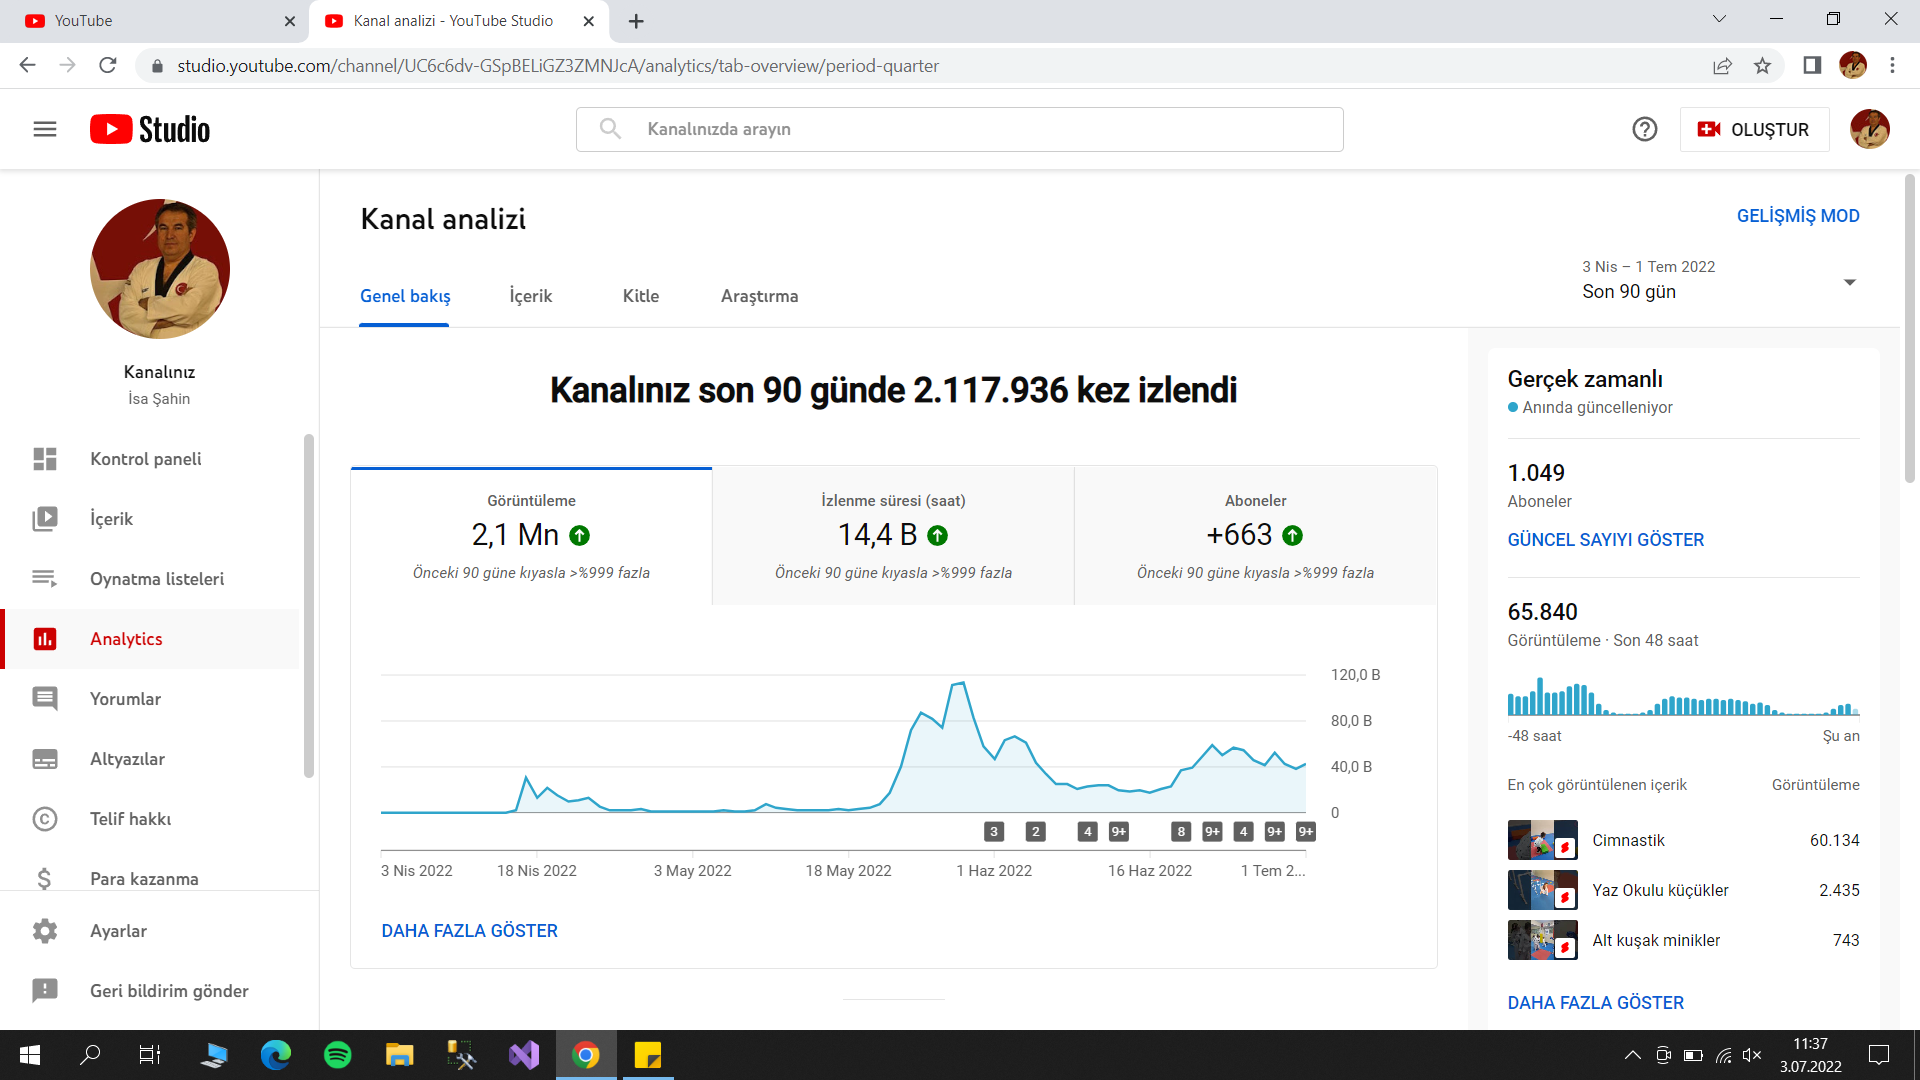 YouTube
Kanal analizi - YouTube Studio
studio.youtube.com/channel/UC6c6dv-GSpBELiGZ3ZMNJcA/analytics/tab-overview/period-quarter
Studio
Kanalınızda arayın
OLUŞTUR
Kanalınız
İsa Şahin
Kontrol paneli
İçerik
Oynatma listeleri
Analytics
Yorumlar
Altyazılar
Telif hakkı
Para kazanma
Ayarlar
Geri bildirim gönder
Kanal analizi
GELİŞMİŞ MOD
Genel bakış
İçerik
Kitle
Araştırma
3 Nis – 1 Tem 2022
Son 90 gün
Kanalınız son 90 günde 2.117.936 kez izlendi
Görüntüleme
2,1 Mn
Önceki 90 güne kıyasla >%999 fazla
İzlenme süresi (saat)
14,4 B
Önceki 90 güne kıyasla >%999 fazla
Aboneler
+663
Önceki 90 güne kıyasla >%999 fazla
120,0 B
80,0 B
40,0 B
0
3 2 4 9+ 8 9+ 4 9+ 9+
3 Nis 2022 18 Nis 2022 3 May 2022 18 May 2022 1 Haz 2022 16 Haz 2022 1 Tem 2...
DAHA FAZLA GÖSTER
Gerçek zamanlı
Anında güncelleniyor
1.049
Aboneler
GÜNCEL SAYIYI GÖSTER
65.840
Görüntüleme · Son 48 saat
-48 saat Şu an
En çok görüntülenen içerik Görüntüleme
Cimnastik 60.134
Yaz Okulu küçükler 2.435
Alt kuşak minikler 743
DAHA FAZLA GÖSTER
11:37
3.07.2022